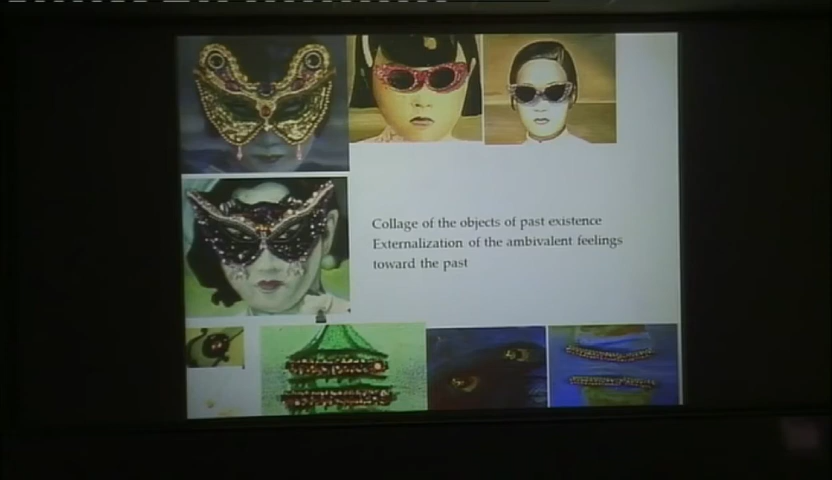 Collage of the objects of past existence
Externalization of the ambivalent feelings
toward the past